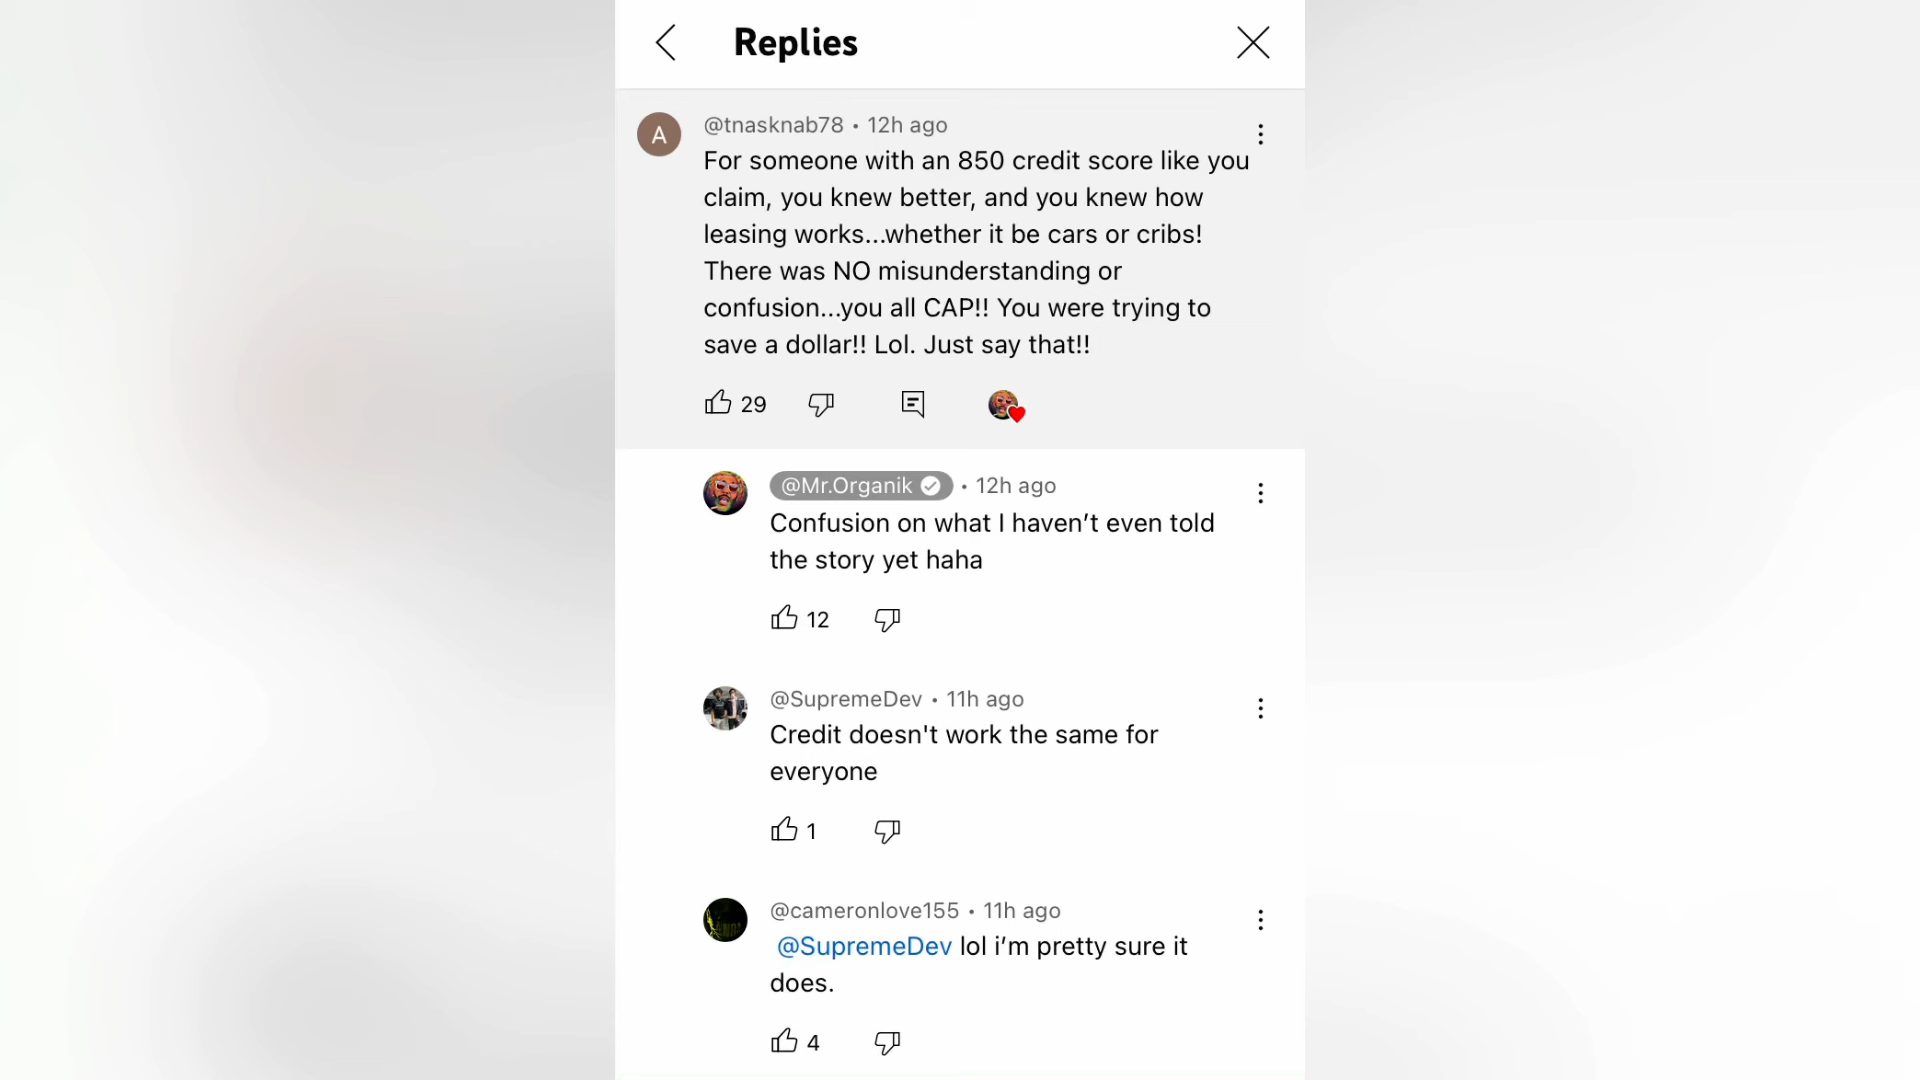 Replies
A
@tnasknab78 • 12h ago
For someone with an 850 credit score like you
claim, you knew better, and you knew how
leasing works...whether it be cars or cribs!
There was NO misunderstanding or
confusion...you all CAP!! You were trying to
save a dollar!! Lol. Just say that!!
29
@Mr.Organik • 12h ago
Confusion on what I haven’t even told
the story yet haha
12
@SupremeDev • 11h ago
Credit doesn't work the same for
everyone
1
@cameronlove155 • 11h ago
@SupremeDev lol i’m pretty sure it
does.
4